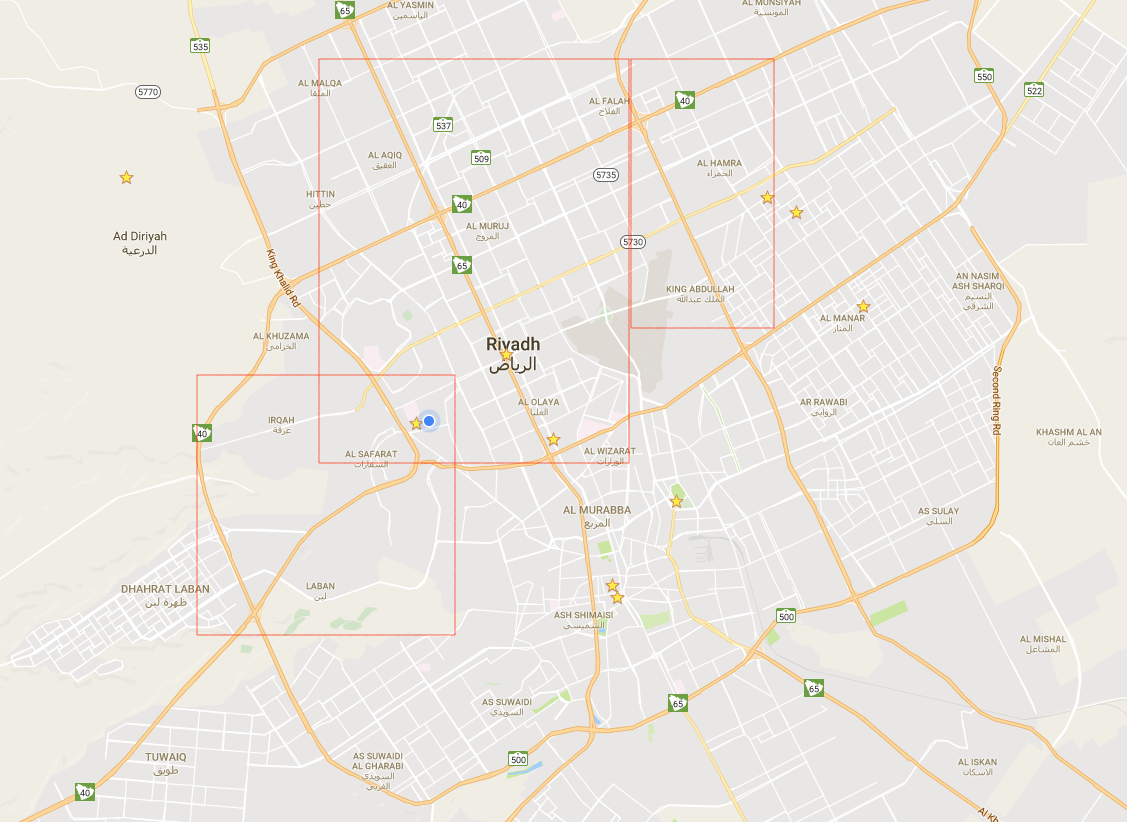 AL YASMIN
الياسمين
AL MUNSIYAH
المونسية
65
535
550
522
5770
AL MALQA
الملقا
40
AL FALAH
الفلاح
537
509
AL AQIQ
العقيق
AL HAMRA
الحمراء
5735
HITTIN
حطين
40
AL MURUJ
المروج
Ad Diriyah
الدرعية
5730
65
King Khalid Rd
KING ABDULLAH
الملك عبدالله
AN NASIM
ASH SHARQI
النسيم
الشرقي
AL MANAR
المنار
AL KHUZAMA
الخزامى
Riyadh
الرياض
Second Ring Rd
AL OLAYA
العليا
AR RAWABI
الروابي
IRQAH
عرقة
40
KHASHM AL AN
خشم العان
AL SAFARAT
السفارات
AL WIZARAT
الوزارات
AL MURABBA
المربع
AS SULAY
السلي
DHAHRAT LABAN
ظهرة لبن
LABAN
لبن
ASH SHIMAISI
الشميسي
500
AL MISHAL
المشاعل
65
65
AS SUWAIDI
السويدي
TUWAIQ
طويق
AS SUWAIDI
AL GHARABI
السويدي
الغربي
500
AL ISKAN
الاسكان
40
Al Kh